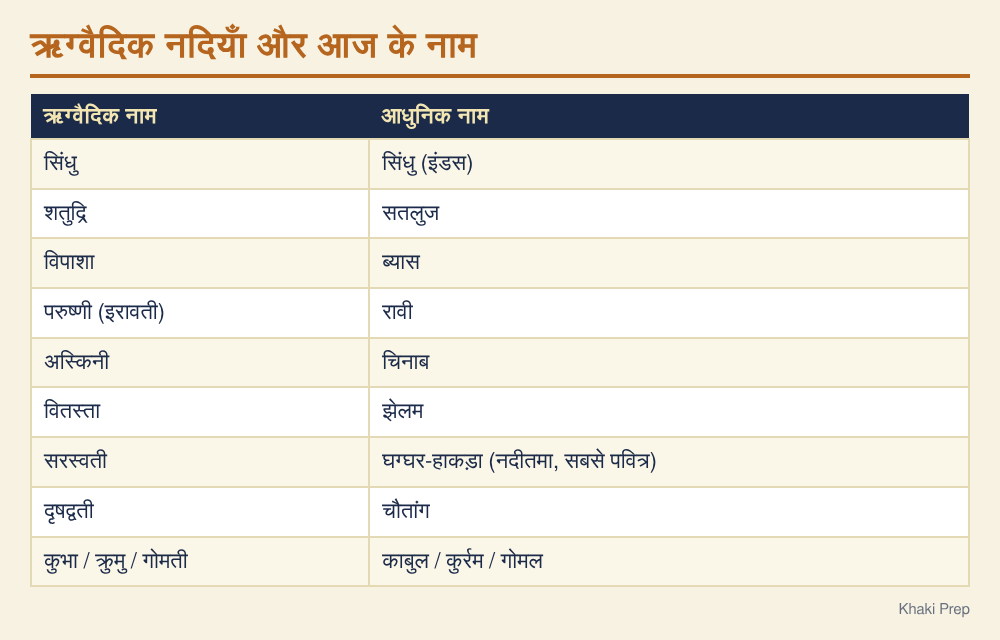 ऋग्वैदिक नदियाँ और आज के नाम
ऋग्वैदिक नाम आधुनिक नाम
सिंधु सिंधु (इंडस)
शतुद्रि सतलुज
विपाशा ब्यास
परुष्णी (इरावती) रावी
अस्किनी चिनाब
वितस्ता झेलम
सरस्वती घग्घर-हाकड़ा (नदीतमा, सबसे पवित्र)
दृषद्वती चौतांग
कुभा / क्रुमु / गोमती काबुल / कुर्रम / गोमल
Khaki Prep